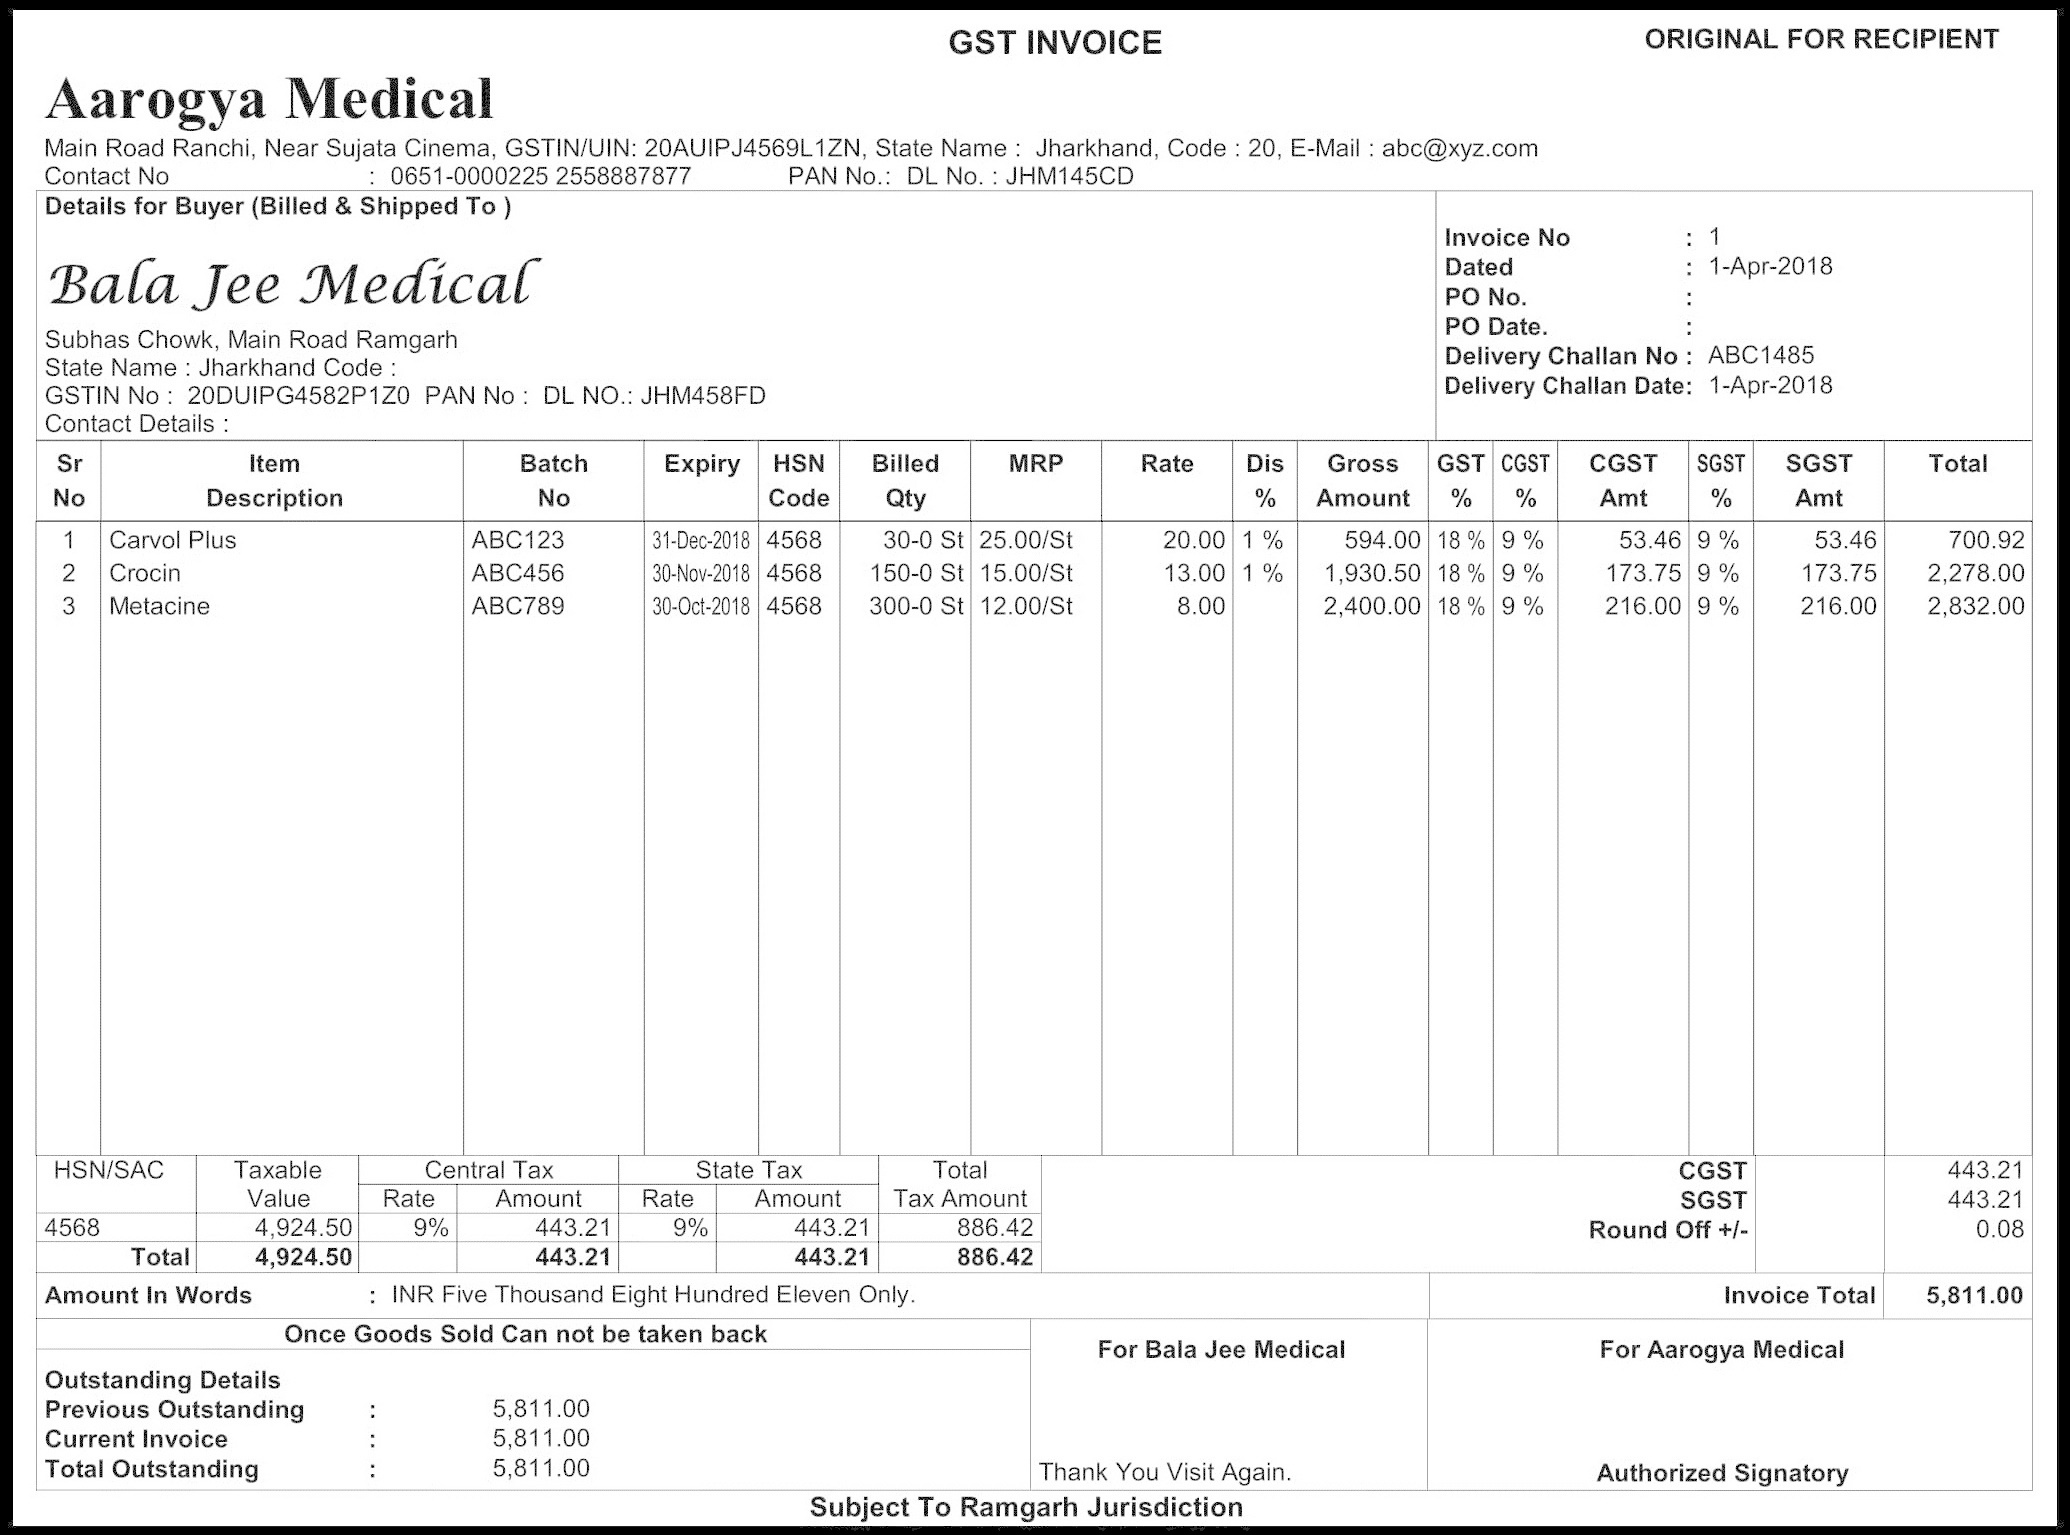 GST INVOICE
ORIGINAL FOR RECIPIENT
Aarogya Medical
Main Road Ranchi, Near Sujata Cinema, GSTIN/UIN: 20AUIPJ4569L1ZN, State Name : Jharkhand, Code : 20, E-Mail : abc@xyz.com
Contact No : 0651-0000225 2558887877 PAN No.: DL No. : JHM145CD
Details for Buyer (Billed & Shipped To )
Bala Jee Medical
Subhas Chowk, Main Road Ramgarh
State Name : Jharkhand Code :
GSTIN No : 20DUIPG4582P1Z0 PAN No : DL NO.: JHM458FD
Contact Details :
Invoice No : 1
Dated : 1-Apr-2018
PO No. :
PO Date. :
Delivery Challan No : ABC1485
Delivery Challan Date: 1-Apr-2018
Sr Item Batch Expiry HSN Billed MRP Rate Dis Gross GST CGST CGST SGST SGST Total
No Description No Code Qty % Amount % % Amt % Amt
1 Carvol Plus ABC123 31-Dec-2018 4568 30-0 St 25.00/St 20.00 1 % 594.00 18 % 9 % 53.46 9 % 53.46 700.92
2 Crocin ABC456 30-Nov-2018 4568 150-0 St 15.00/St 13.00 1 % 1,930.50 18 % 9 % 173.75 9 % 173.75 2,278.00
3 Metacine ABC789 30-Oct-2018 4568 300-0 St 12.00/St 8.00 2,400.00 18 % 9 % 216.00 9 % 216.00 2,832.00
HSN/SAC Taxable Central Tax State Tax Total
Value Rate Amount Rate Amount Tax Amount
4568 4,924.50 9% 443.21 9% 443.21 886.42
Total 4,924.50 443.21 443.21 886.42
CGST 443.21
SGST 443.21
Round Off +/- 0.08
Amount In Words : INR Five Thousand Eight Hundred Eleven Only.
Invoice Total 5,811.00
Once Goods Sold Can not be taken back
Outstanding Details
Previous Outstanding : 5,811.00
Current Invoice : 5,811.00
Total Outstanding : 5,811.00
For Bala Jee Medical
Thank You Visit Again.
For Aarogya Medical
Authorized Signatory
Subject To Ramgarh Jurisdiction